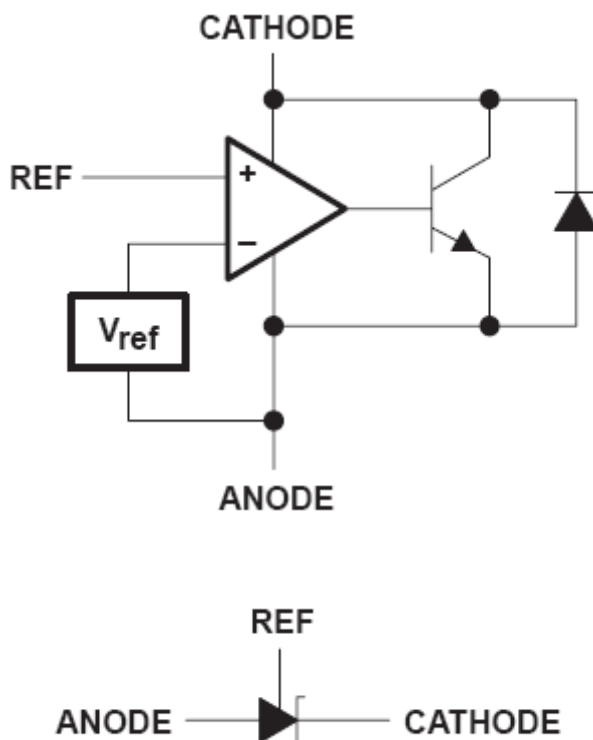 CATHODE
REF
+
−
Vref
ANODE
REF
ANODE
CATHODE